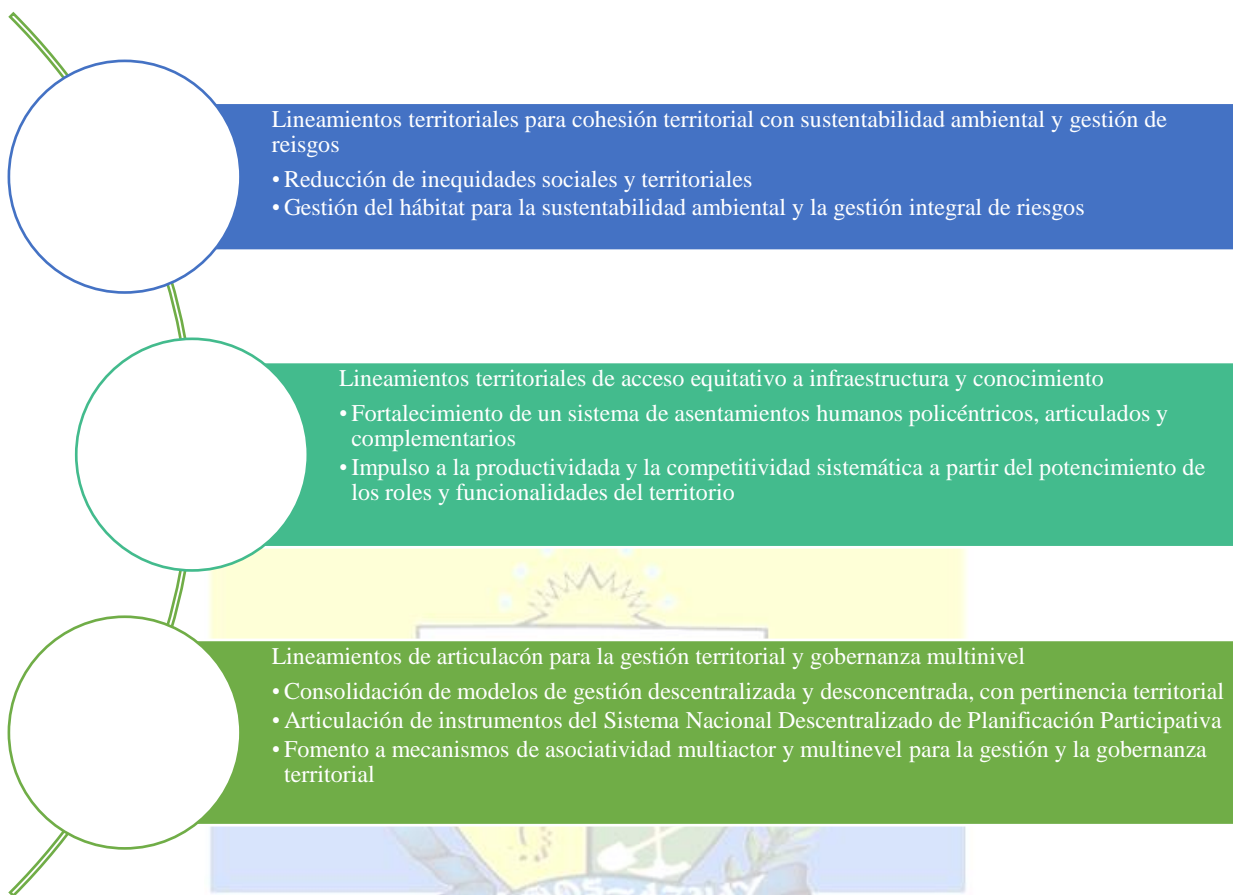 Lineamientos territoriales para cohesión territorial con sustentabilidad ambiental y gestión de
reisgos
• Reducción de inequidades sociales y territoriales
• Gestión del hábitat para la sustentabilidad ambiental y la gestión integral de riesgos
Lineamientos territoriales de acceso equitativo a infraestructura y conocimiento
• Fortalecimiento de un sistema de asentamientos humanos policéntricos, articulados y
complementarios
• Impulso a la productividada y la competitividad sistemática a partir del potencimiento de
los roles y funcionalidades del territorio
Lineamientos de articulacón para la gestión territorial y gobernanza multinivel
• Consolidación de modelos de gestión descentralizada y desconcentrada, con pertinencia territorial
• Articulación de instrumentos del Sistema Nacional Descentralizado de Planificación Participativa
• Fomento a mecanismos de asociatividad multiactor y multinevel para la gestión y la gobernanza
territorial